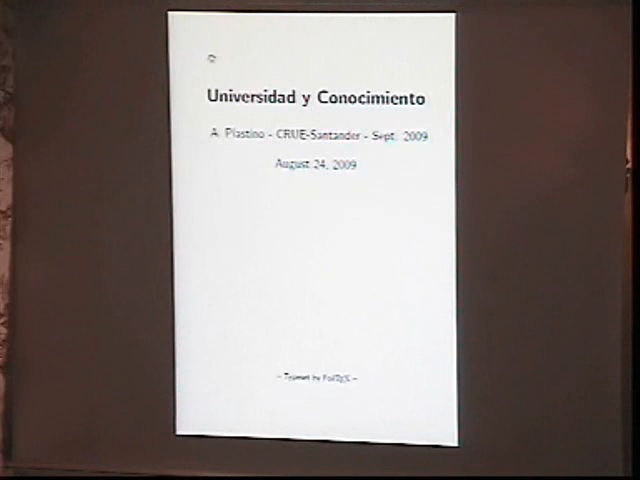 Universidad y Conocimiento
A. Plastino - CRUE-Santander - Sept. 2009
August 24, 2009
– Typeset by FoilTEX –